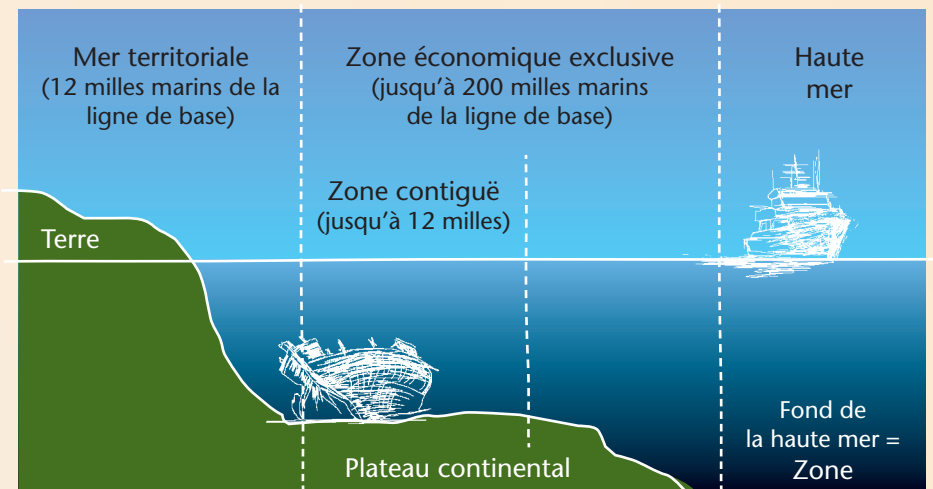 Mer territoriale
(12 milles marins de la
ligne de base)
Zone économique exclusive
(jusqu'à 200 milles marins
de la ligne de base)
Haute
mer
Zone contiguë
(jusqu'à 12 milles)
Terre
Plateau continental
Fond de
la haute mer =
Zone